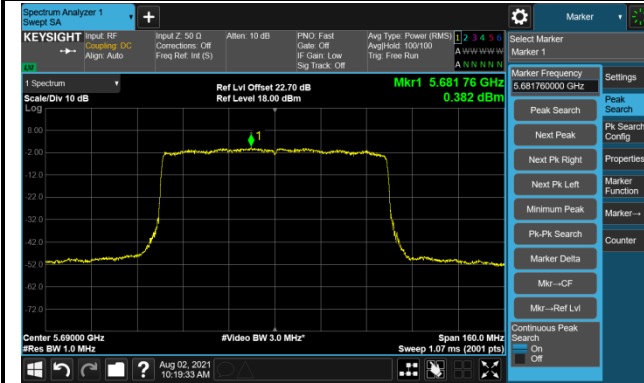 Spectrum Analyzer 1
Swept SA
Marker
KEYSIGHT
Input: RF
Coupling: DC
Align: Auto
Input Z: 50 Ω
Corrections: Off
Freq Ref: Int (S)
Atten: 10 dB
PNO: Fast
Gate: Off
IF Gain: Low
Sig Track: Off
Avg Type: Power (RMS)
Avg|Hold: 100/100
Trig: Free Run
1 2 3 4 5 6
A W W W W W
A N N N N N
Select Marker
Marker 1
1 Spectrum
Scale/Div 10 dB
Log
Ref Lvl Offset 22.70 dB
Ref Level 18.00 dBm
Mkr1 5.681 76 GHz
0.382 dBm
8.00
-2.00
-12.0
-22.0
-32.0
-42.0
-52.0
-62.0
-72.0
1
Center 5.69000 GHz
#Res BW 1.0 MHz
#Video BW 3.0 MHz*
Span 160.0 MHz
Sweep 1.07 ms (2001 pts)
Marker Frequency
5.681760000 GHz
Peak Search
Next Peak
Next Pk Right
Next Pk Left
Minimum Peak
Pk-Pk Search
Marker Delta
Mkr→CF
Mkr→Ref Lvl
Continuous Peak
Search
On
Off
Settings
Peak
Search
Pk Search
Config
Properties
Marker
Function
Marker→
Counter
?
Aug 02, 2021
10:19:33 AM